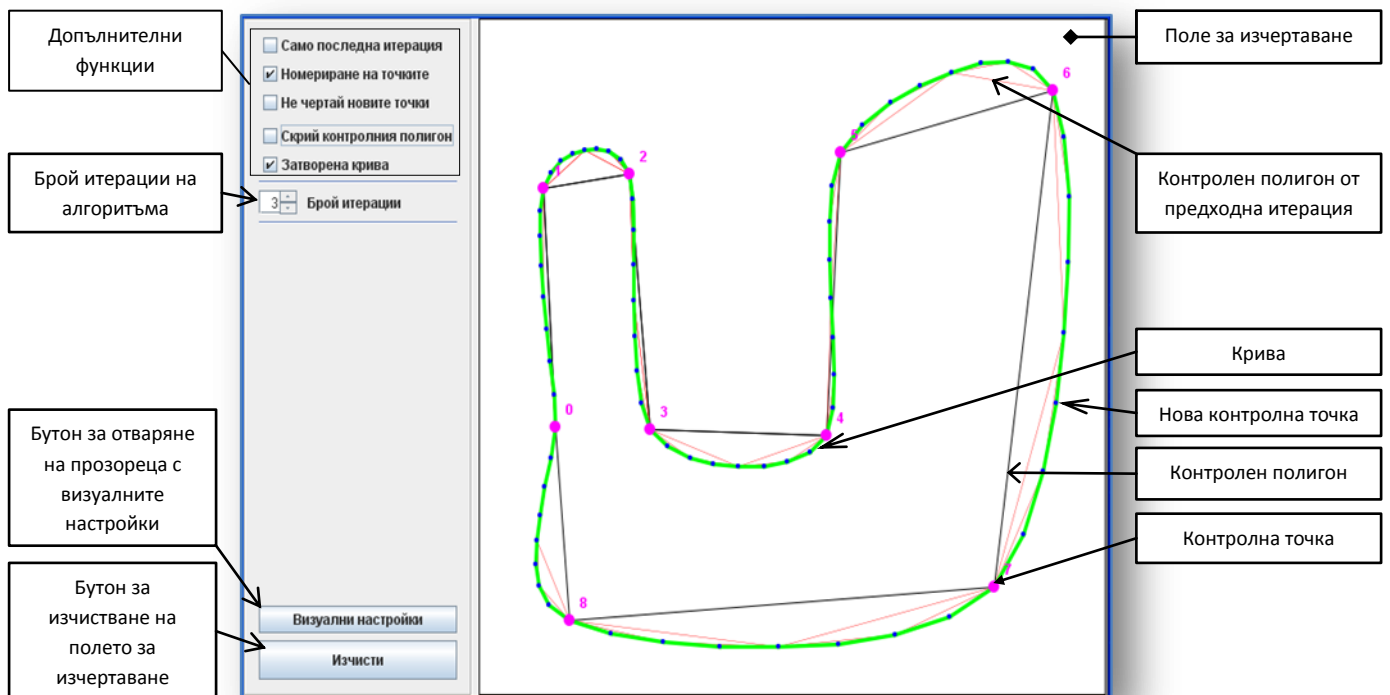 Допълнителни
функции
Брой итерации на
алгоритъма
Бутон за отваряне
на прозореца с
визуалните
настройки
Бутон за
изчистване на
полето за
изчертаване
Само последна итерация
Номериране на точките
Не чертай новите точки
Скрий контролния полигон
Затворена крива
3 Брой итерации
Визуални настройки
Изчисти
0
1
2
3
4
5
6
7
8
Поле за изчертаване
Контролен полигон от
предходна итерация
Крива
Нова контролна точка
Контролен полигон
Контролна точка